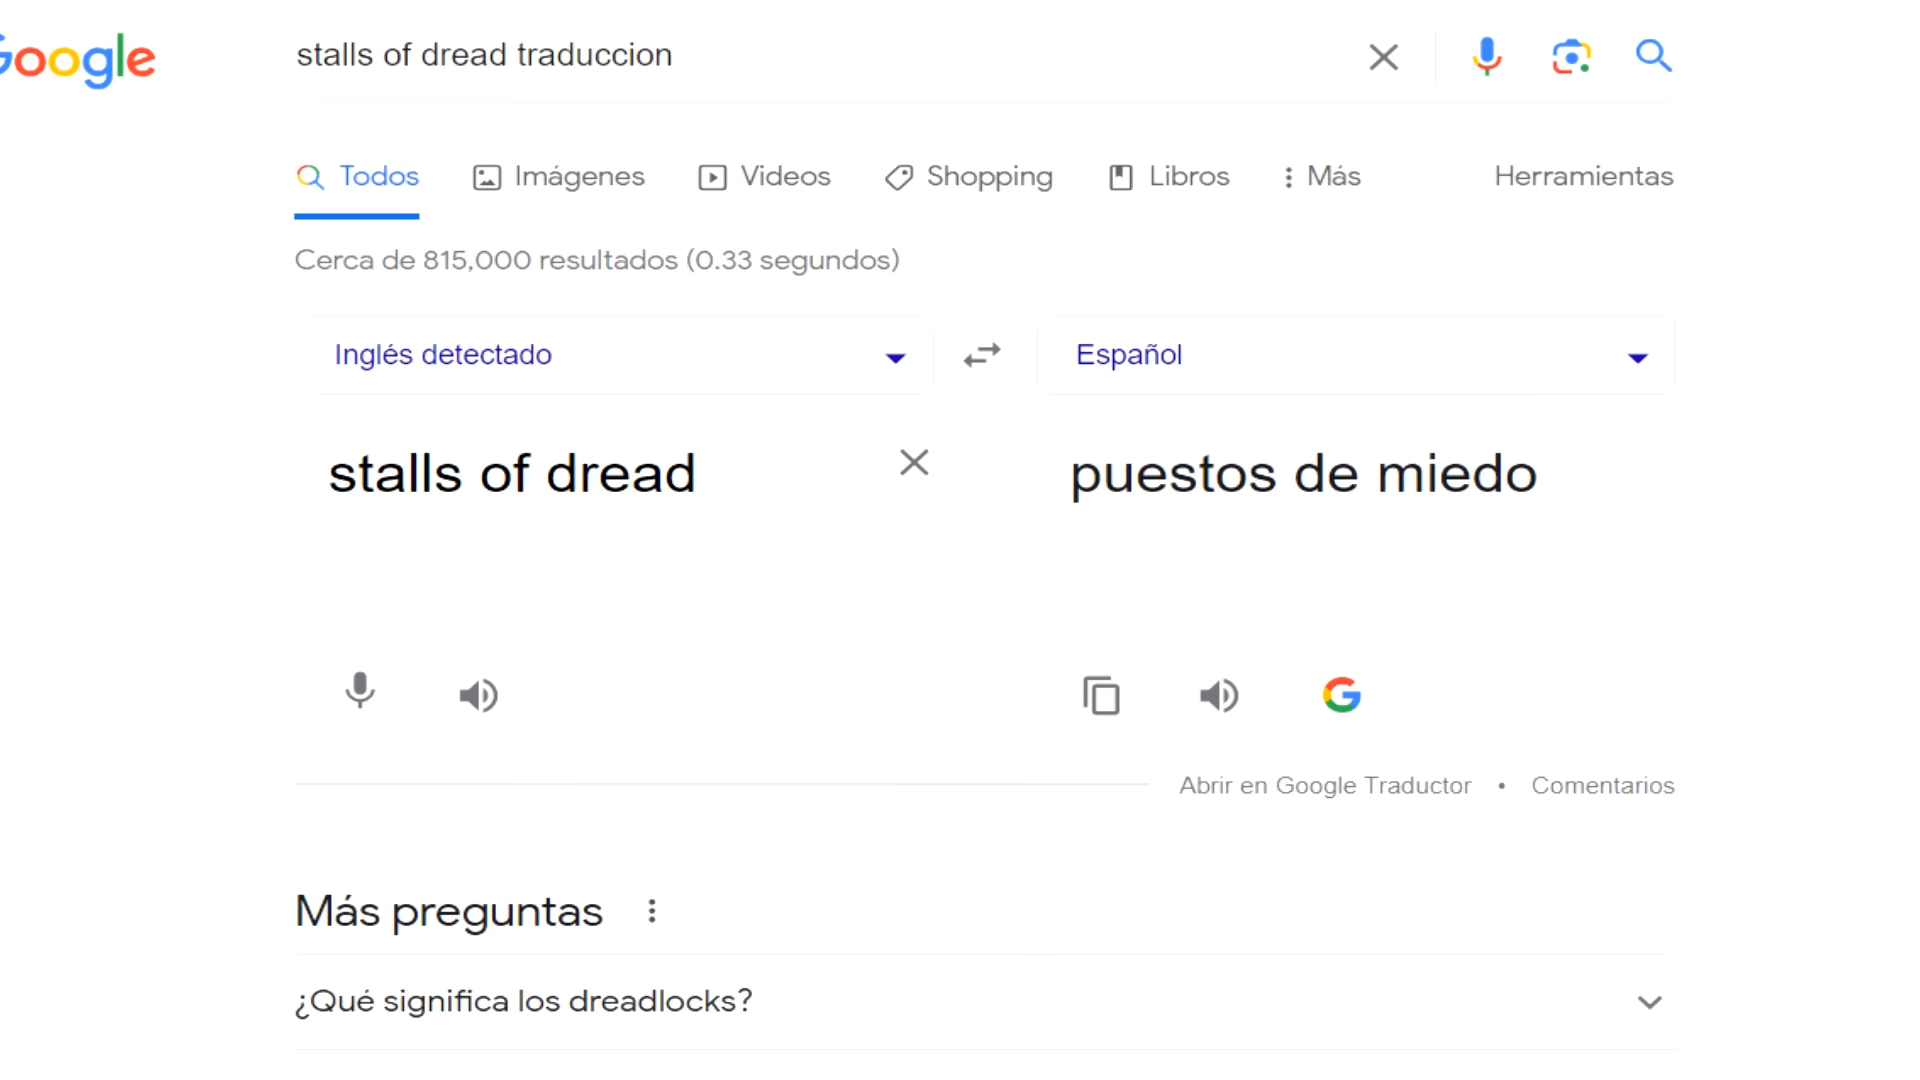 Google
stalls of dread traduccion
Todos Imágenes Videos Shopping Libros Más Herramientas
Cerca de 815,000 resultados (0.33 segundos)
Inglés detectado Español
stalls of dread puestos de miedo
Abrir en Google Traductor • Comentarios
Más preguntas
¿Qué significa los dreadlocks?